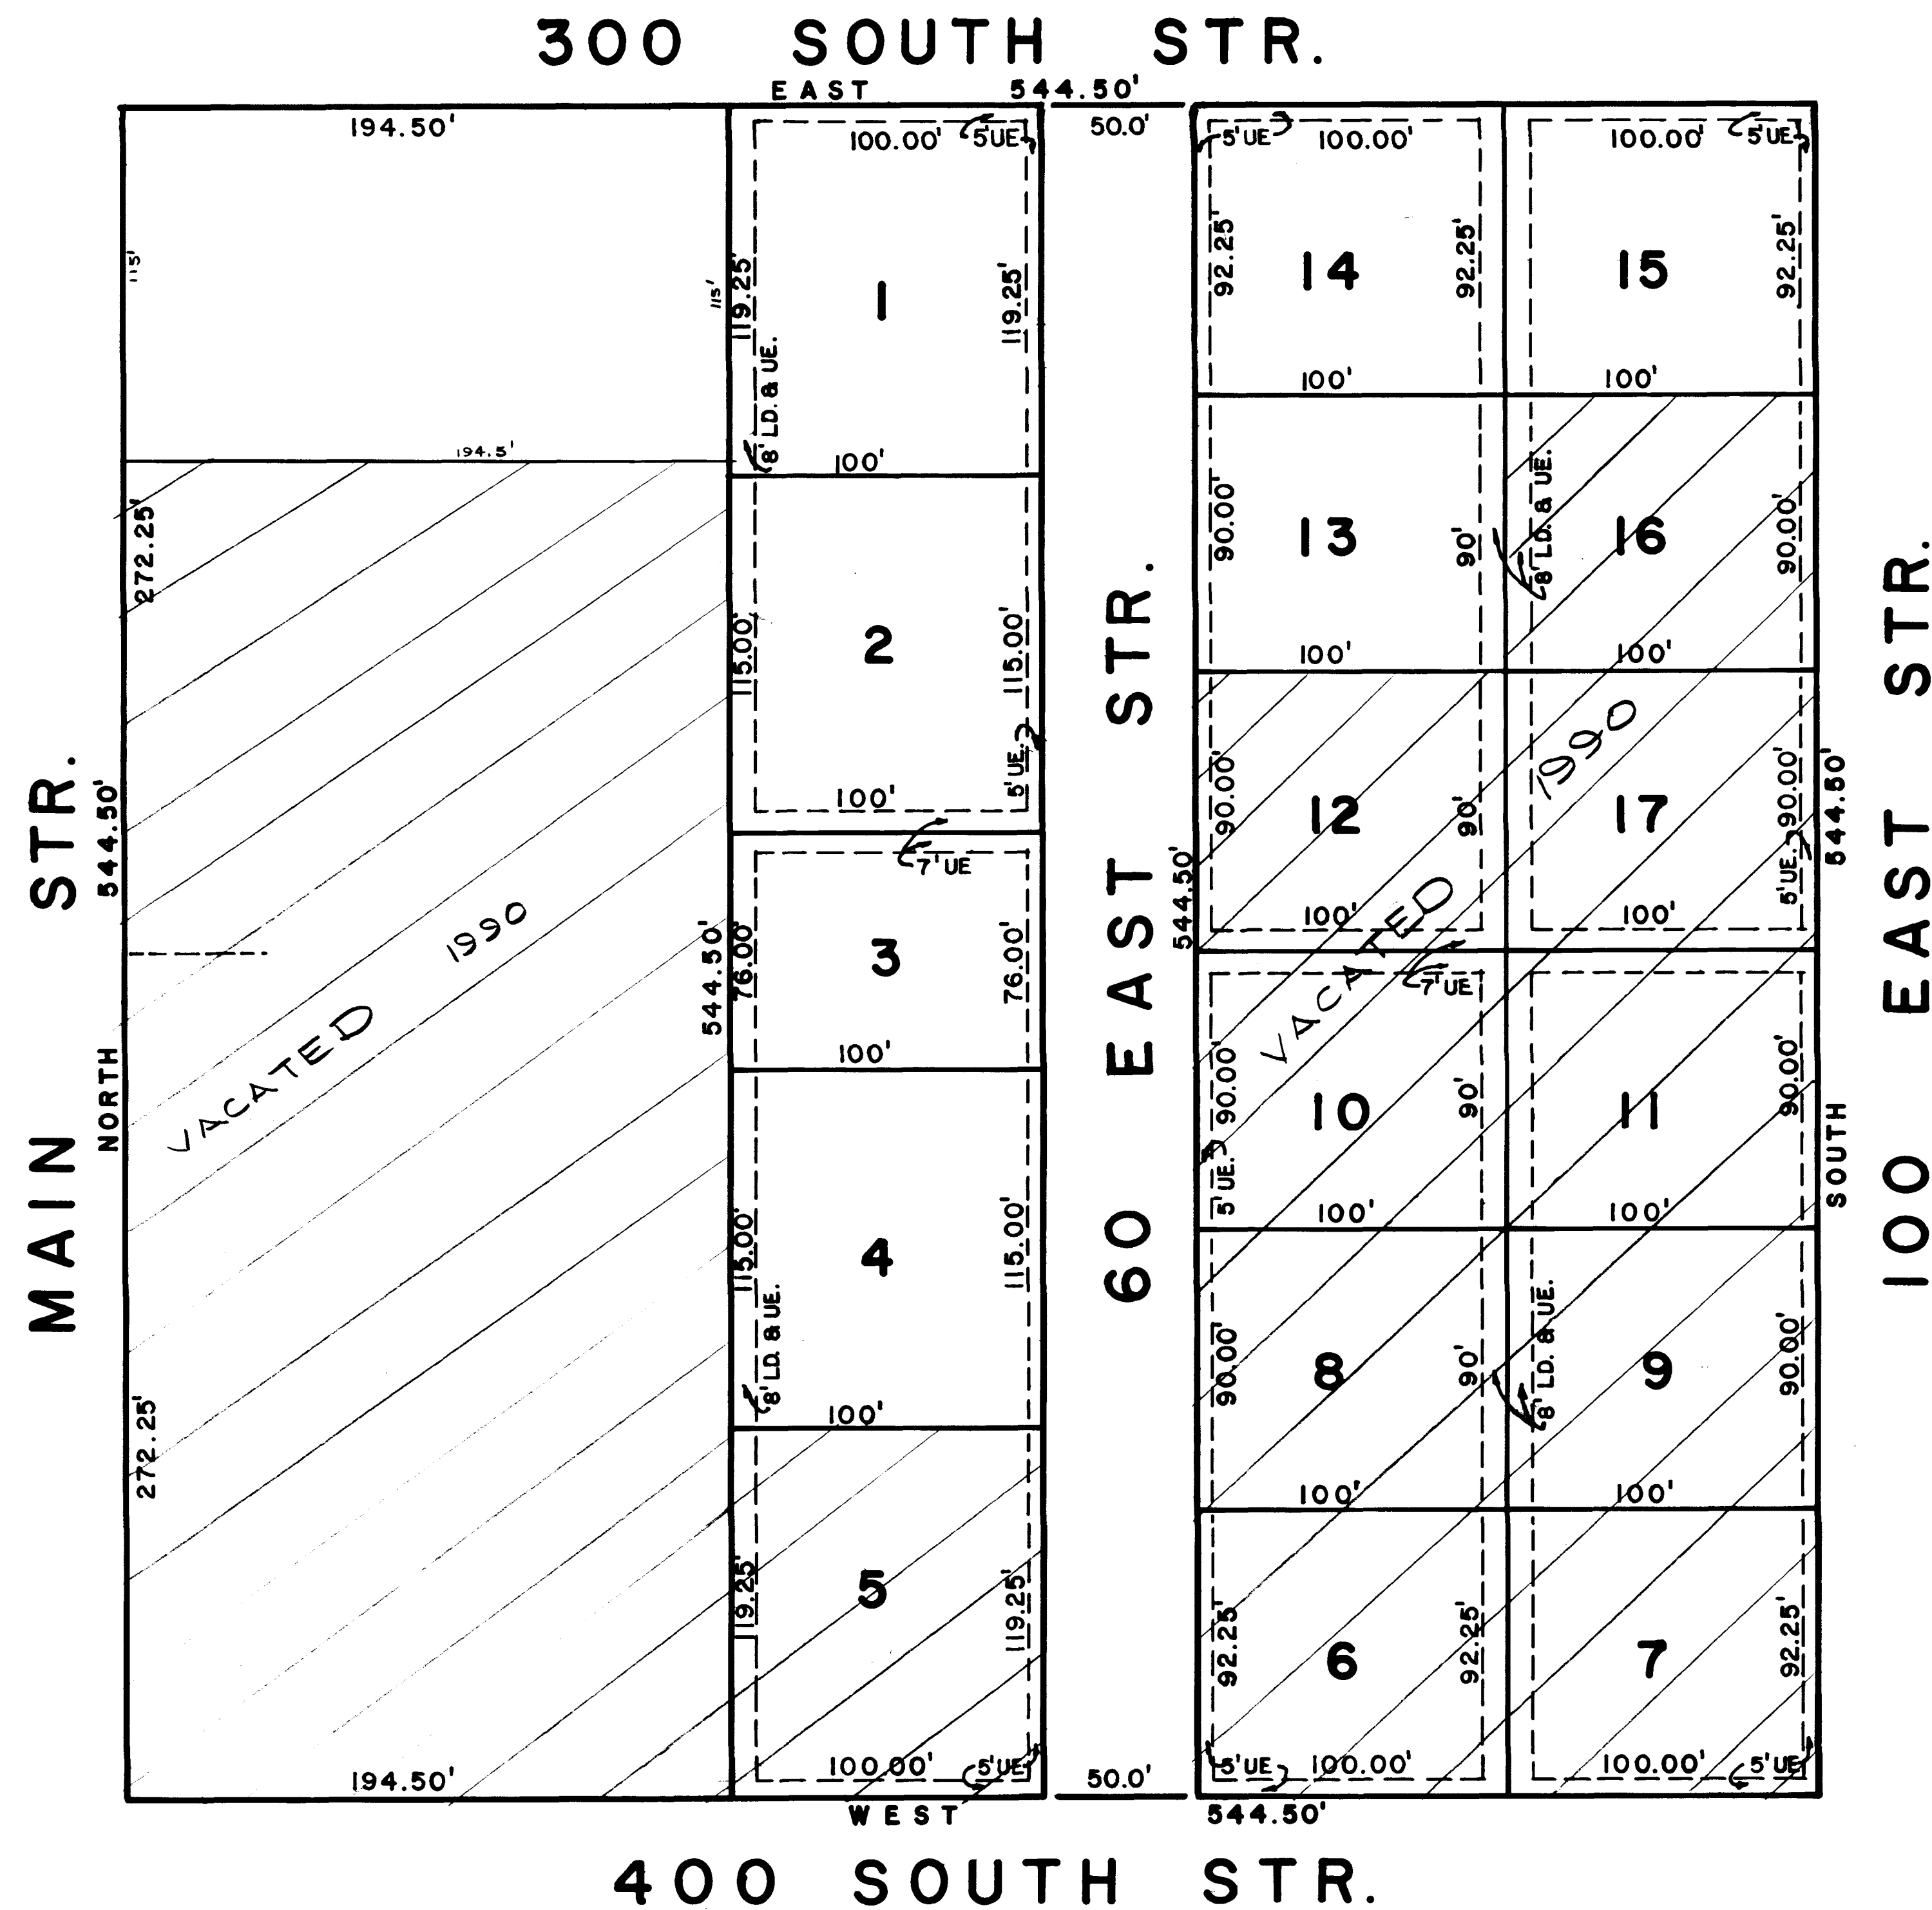 300 SOUTH STR.
EAST 544.50'
194.50'
100.00' 5'UE
50.0'
5'UE 100.00'
100.00' 5'UE
115'
115'
119.25'
1
119.25'
8' LD. & UE.
100'
92.25'
14
92.25'
100'
15
92.25'
100'
194.5'
272.25'
115.00'
2
115.00'
5' UE.
100'
7' UE
90.00'
13
90'
100'
8' LD. & UE.
16
90.00'
100'
MAIN STR.
544.50'
NORTH
VACATED 1990
544.50'
76.00'
3
76.00'
100'
60 EAST STR.
544.50'
90.00'
12
90'
100'
1990
17
90.00'
5' UE.
100'
544.50'
SOUTH
100 EAST STR.
VACATED
7' UE
90.00'
5' UE.
10
90'
100'
11
90.00'
100'
272.25'
115.00'
4
115.00'
8' LD. & UE.
100'
90.00'
8
90'
100'
8' LD. & UE.
9
90.00'
100'
119.25'
5
119.25'
100.00' 5'UE
92.25'
6
92.25'
5'UE 100.00'
7
92.25'
100.00' 5'UE
194.50'
50.0'
WEST 544.50'
400 SOUTH STR.